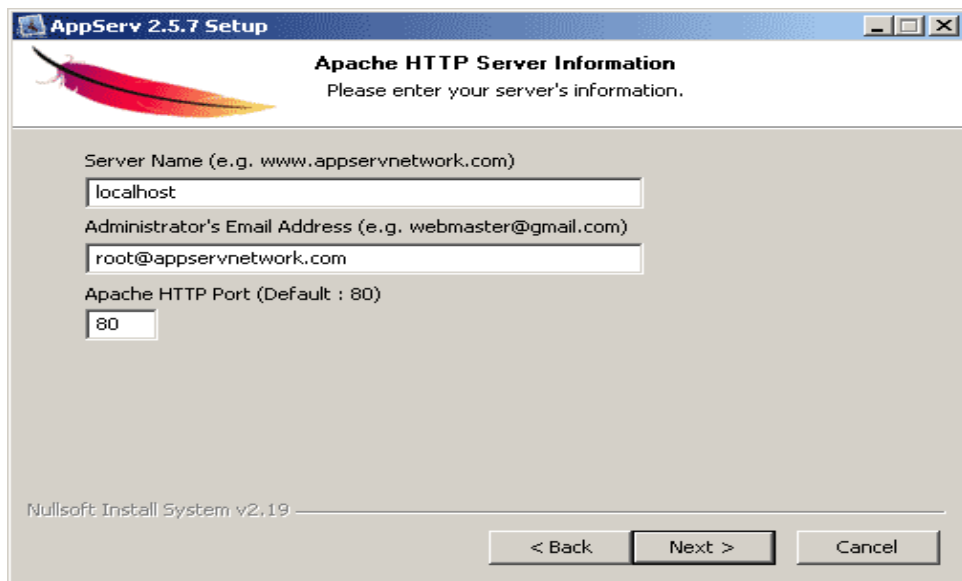 AppServ 2.5.7 Setup
Apache HTTP Server Information
Please enter your server's information.
Server Name (e.g. www.appservnetwork.com)
localhost
Administrator's Email Address (e.g. webmaster@gmail.com)
root@appservnetwork.com
Apache HTTP Port (Default : 80)
80
Nullsoft Install System v2.19
< Back Next > Cancel